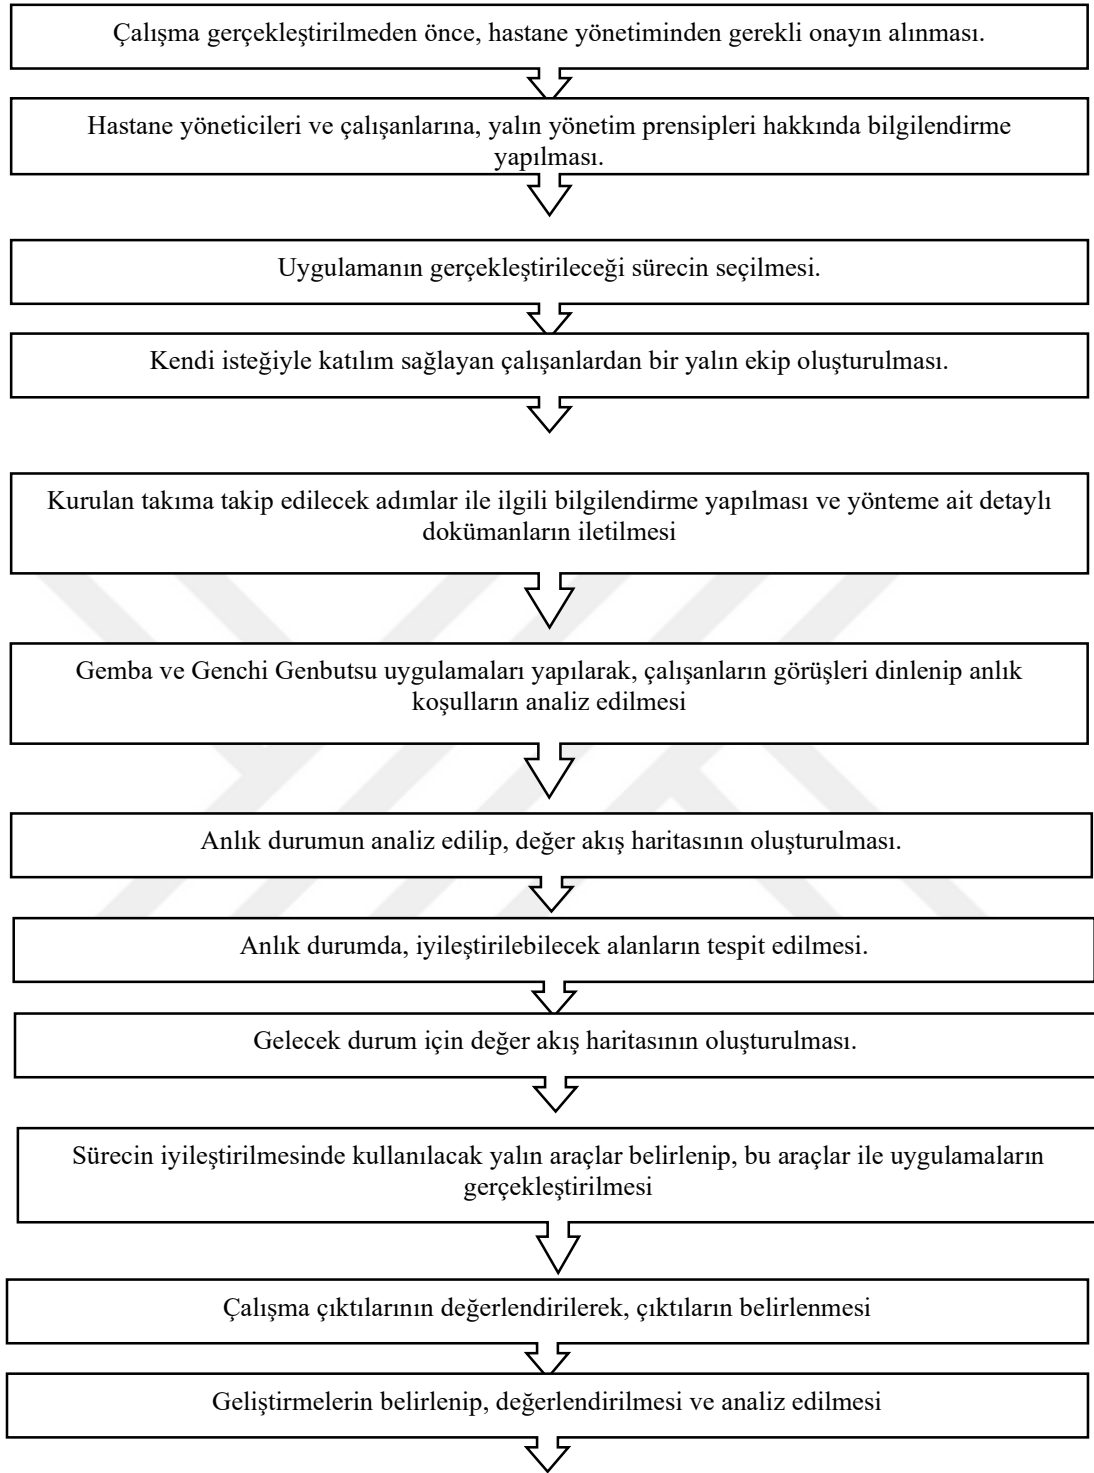 Çalışma gerçekleştirilmeden önce, hastane yönetiminden gerekli onayın alınması.
Hastane yöneticileri ve çalışanlarına, yalın yönetim prensipleri hakkında bilgilendirme
yapılması.
Uygulamanın gerçekleştirileceği sürecin seçilmesi.
Kendi isteğiyle katılım sağlayan çalışanlardan bir yalın ekip oluşturulması.
Kurulan takıma takip edilecek adımlar ile ilgili bilgilendirme yapılması ve yönteme ait detaylı
dokümanların iletilmesi
Gemba ve Genchi Genbutsu uygulamaları yapılarak, çalışanların görüşleri dinlenip anlık
koşulların analiz edilmesi
Anlık durumun analiz edilip, değer akış haritasının oluşturulması.
Anlık durumda, iyileştirilebilecek alanların tespit edilmesi.
Gelecek durum için değer akış haritasının oluşturulması.
Sürecin iyileştirilmesinde kullanılacak yalın araçlar belirlenip, bu araçlar ile uygulamaların
gerçekleştirilmesi
Çalışma çıktılarının değerlendirilerek, çıktıların belirlenmesi
Geliştirmelerin belirlenip, değerlendirilmesi ve analiz edilmesi